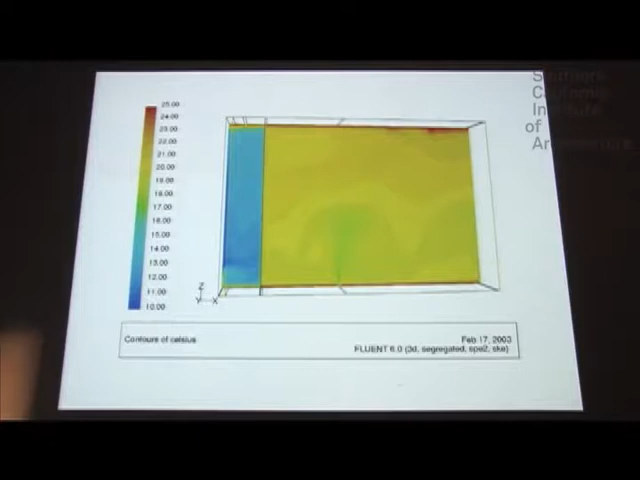 Southern
California
Institute
of
Architecture
25.00
24.00
23.00
22.00
21.00
20.00
19.00
18.00
17.00
16.00
15.00
14.00
13.00
12.00
11.00
10.00
Z
Y X
Contours of celsius
Feb 17, 2003
FLUENT 6.0 (3d, segregated, spe2, ske)